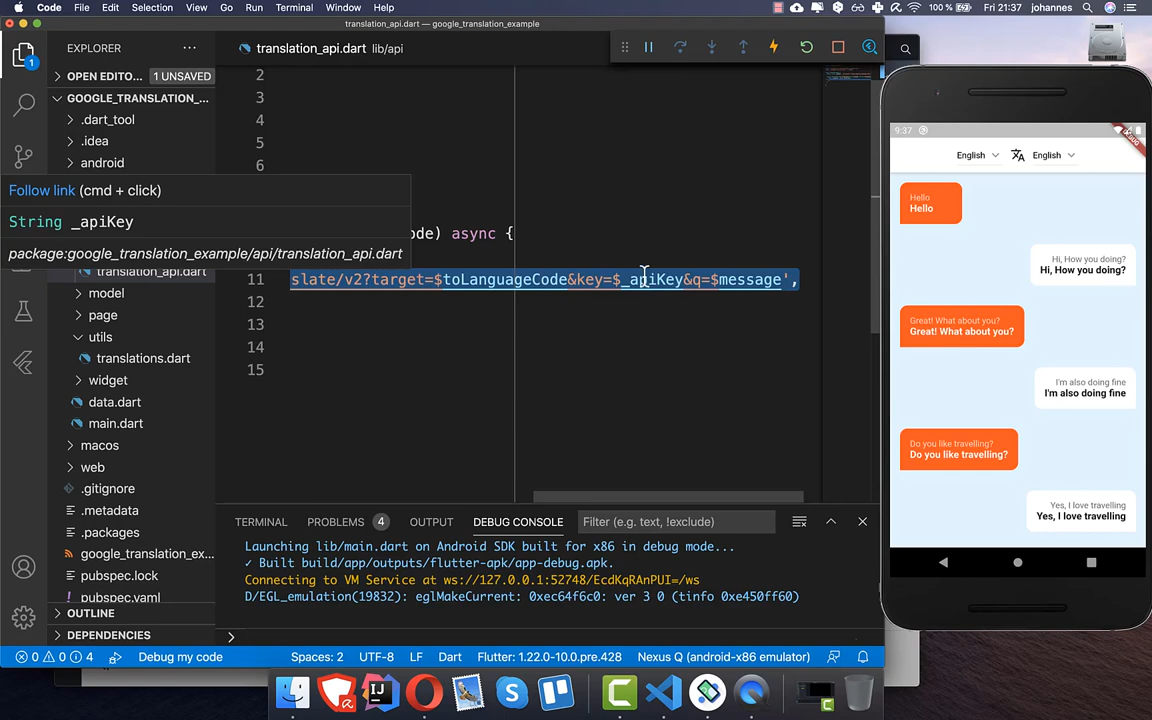 Code File Edit Selection View Go Run Terminal Window Help
100 % Fri 21:37 johannes
translation_api.dart — google_translation_example
EXPLORER
translation_api.dart lib/api
1
OPEN EDITO... 1 UNSAVED
GOOGLE_TRANSLATION_...
.dart_tool
.idea
android
Follow link (cmd + click)
String _apiKey
package:google_translation_example/api/translation_api.dart
translation_api.dart
model
page
utils
translations.dart
widget
data.dart
main.dart
macos
web
.gitignore
.metadata
.packages
google_translation_ex...
pubspec.lock
pubspec.yaml
OUTLINE
DEPENDENCIES
2
3
4
5
6
ode) async {
11 slate/v2?target=$toLanguageCode&key=$_apiKey&q=$message',
12
13
14
15
TERMINAL PROBLEMS 4 OUTPUT DEBUG CONSOLE Filter (e.g. text, !exclude)
Launching lib/main.dart on Android SDK built for x86 in debug mode...
✓ Built build/app/outputs/flutter-apk/app-debug.apk.
Connecting to VM Service at ws://127.0.0.1:52748/EcdKqRAnPUI=/ws
D/EGL_emulation(19832): eglMakeCurrent: 0xec64f6c0: ver 3 0 (tinfo 0xe450ff60)
0 0 4 Debug my code Spaces: 2 UTF-8 LF Dart Flutter: 1.22.0-10.0.pre.428 Nexus Q (android-x86 emulator)
9:37
DEBUG
English English
Hello
Hello
Hi, How you doing?
Hi, How you doing?
Great! What about you?
Great! What about you?
I'm also doing fine
I'm also doing fine
Do you like travelling?
Do you like travelling?
Yes, I love travelling
Yes, I love travelling